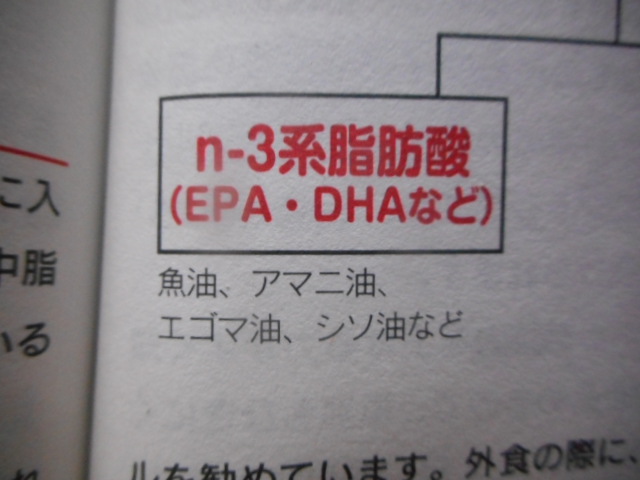 n-3系脂肪酸
(EPA・DHAなど)
魚油、アマニ油、
エゴマ油、シソ油など
ルを勧めています。外食の際に、
に入
中脂
いる